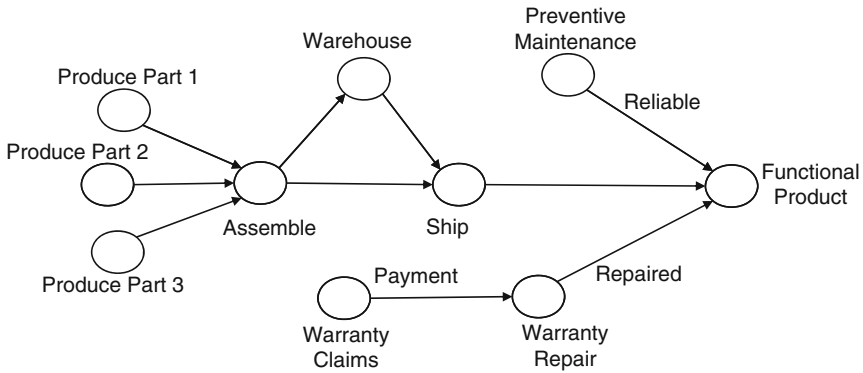 Preventive
Maintenance
Warehouse
Produce Part 1
Reliable
Produce Part 2
Functional
Product
Assemble
Ship
Produce Part 3
Payment
Repaired
Warranty
Claims
Warranty
Repair